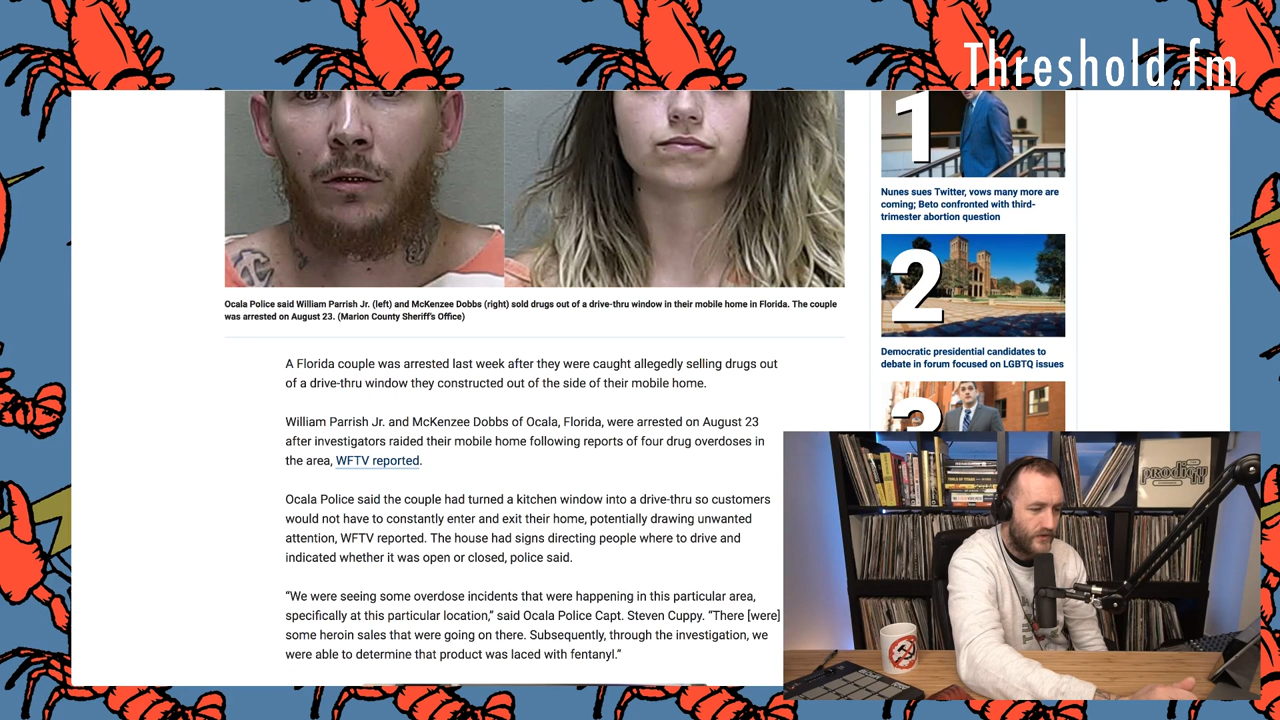 Threshold.fm
1
Nunes sues Twitter, vows many more are
coming; Beto confronted with third-
trimester abortion question
2
Democratic presidential candidates to
debate in forum focused on LGBTQ issues
3
Ocala Police said William Parrish Jr. (left) and McKenzee Dobbs (right) sold drugs out of a drive-thru window in their mobile home in Florida. The couple
was arrested on August 23. (Marion County Sheriff's Office)
A Florida couple was arrested last week after they were caught allegedly selling drugs out
of a drive-thru window they constructed out of the side of their mobile home.
William Parrish Jr. and McKenzee Dobbs of Ocala, Florida, were arrested on August 23
after investigators raided their mobile home following reports of four drug overdoses in
the area, WFTV reported.
Ocala Police said the couple had turned a kitchen window into a drive-thru so customers
would not have to constantly enter and exit their home, potentially drawing unwanted
attention, WFTV reported. The house had signs directing people where to drive and
indicated whether it was open or closed, police said.
“We were seeing some overdose incidents that were happening in this particular area,
specifically at this particular location,” said Ocala Police Capt. Steven Cuppy. “There [were]
some heroin sales that were going on there. Subsequently, through the investigation, we
were able to determine that product was laced with fentanyl.”
prodigy